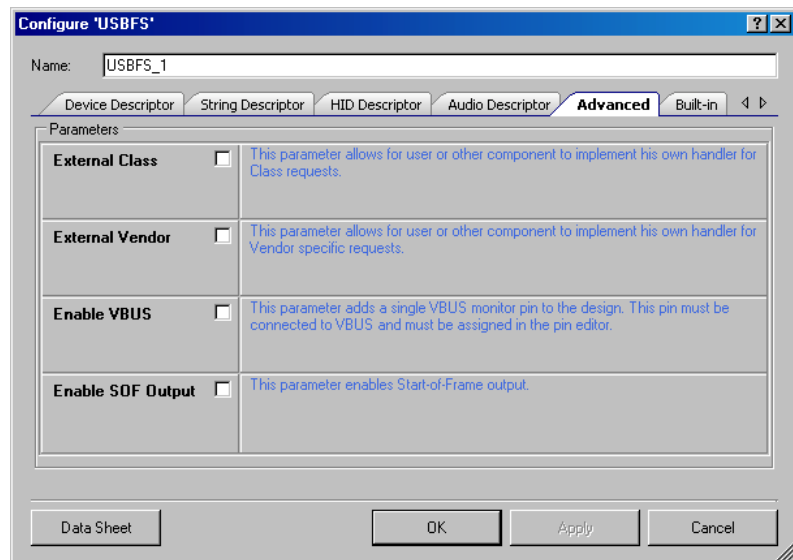 Configure 'USBFS'
Name: USBFS_1
Device Descriptor String Descriptor HID Descriptor Audio Descriptor Advanced Built-in
Parameters
External Class
This parameter allows for user or other component to implement his own handler for
Class requests.
External Vendor
This parameter allows for user or other component to implement his own handler for
Vendor specific requests.
Enable VBUS
This parameter adds a single VBUS monitor pin to the design. This pin must be
connected to VBUS and must be assigned in the pin editor.
Enable SOF Output
This parameter enables Start-of-Frame output.
Data Sheet OK Apply Cancel